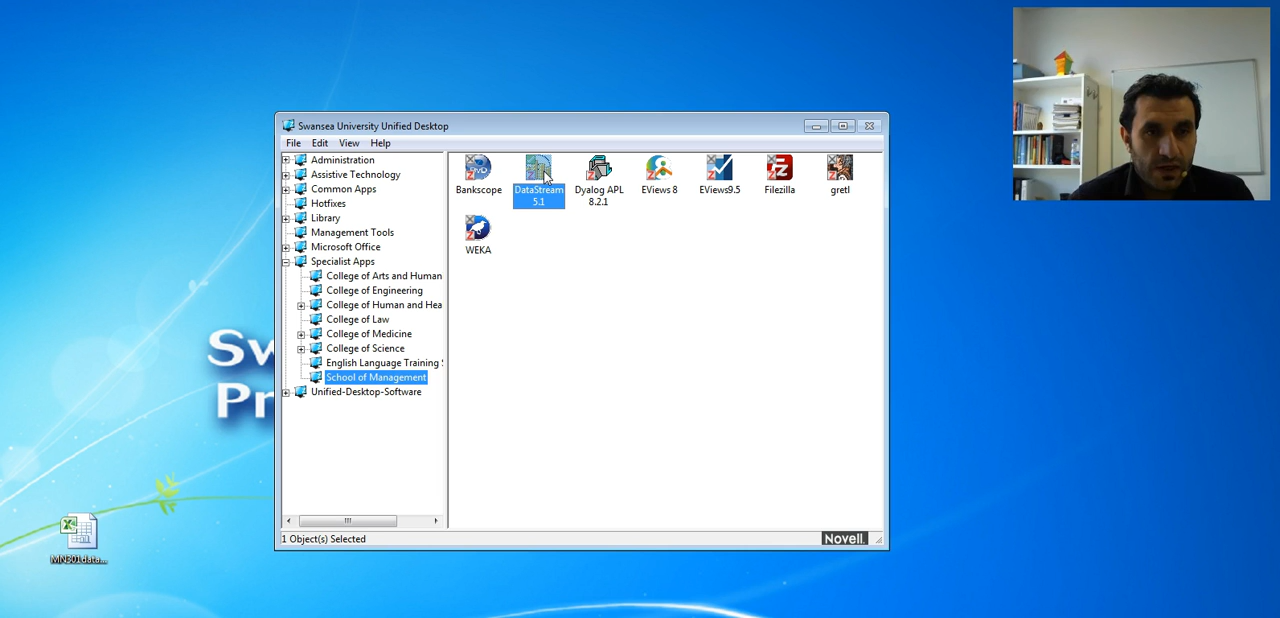 Swansea University Unified Desktop
File Edit View Help
Administration
Assistive Technology
Common Apps
Hotfixes
Library
Management Tools
Microsoft Office
Specialist Apps
College of Arts and Human
College of Engineering
College of Human and Hea
College of Law
College of Medicine
College of Science
English Language Training
School of Management
Unified-Desktop-Software
Bankscope
DataStream
5.1
Dyalog APL
8.2.1
EViews 8
EViews9.5
Filezilla
gretl
WEKA
1 Object(s) Selected
Novell.
Sw
Pr
MN301data...